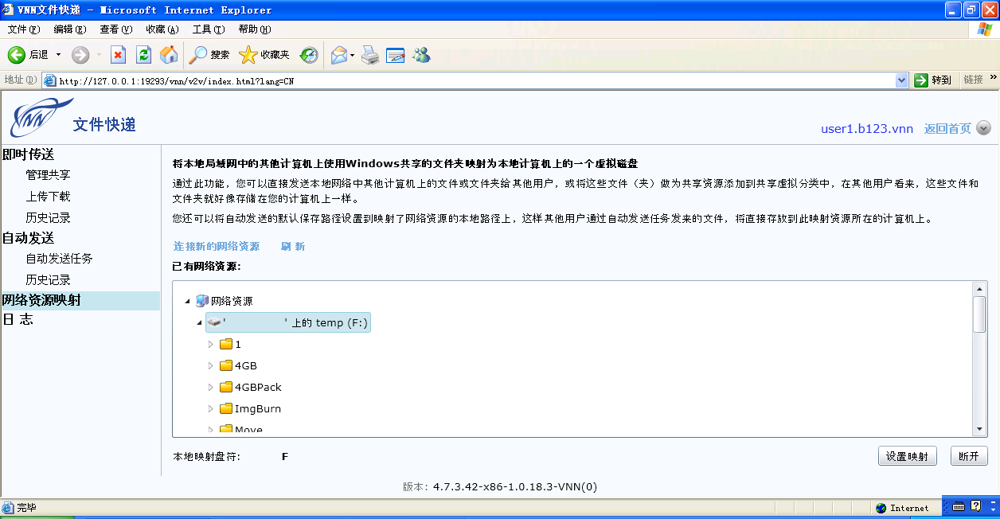 VNN文件快递 - Microsoft Internet Explorer
文件(F) 编辑(E) 查看(V) 收藏(A) 工具(T) 帮助(H)
后退 搜索 收藏夹
地址(D) http://127.0.0.1:19293/vnn/v2v/index.html?lang=CN 转到 链接 »
VNN 文件快递
user1.b123.vnn 返回首页
即时传送
管理共享
上传下载
历史记录
自动发送
自动发送任务
历史记录
网络资源映射
日 志
将本地局域网中的其他计算机上使用Windows共享的文件夹映射为本地计算机上的一个虚拟磁盘
通过此功能，您可以直接发送本地网络中其他计算机上的文件或文件夹给其他用户，或将这些文件（夹）做为共享资源添加到共享虚拟分类中，在其他用户看来，这些文件和
文件夹就好像存储在您的计算机上一样。
您还可以将自动发送的默认保存路径设置到映射了网络资源的本地路径上，这样其他用户通过自动发送任务发来的文件，将直接存放到此映射资源所在的计算机上。
连接新的网络资源 刷 新
已有网络资源:
网络资源
' ' 上的 temp (F:)
1
4GB
4GBPack
ImgBurn
Move
本地映射盘符: F
设置映射 断开
版本: 4.7.3.42-x86-1.0.18.3-VNN(0)
完毕 Internet